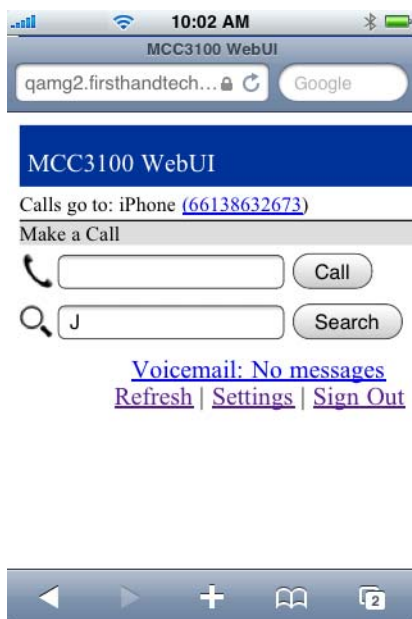 10:02 AM
MCC3100 WebUI
qamg2.firsthandtech... Google
MCC3100 WebUI
Calls go to: iPhone (66138632673)
Make a Call
Call
J Search
Voicemail: No messages
Refresh | Settings | Sign Out
2